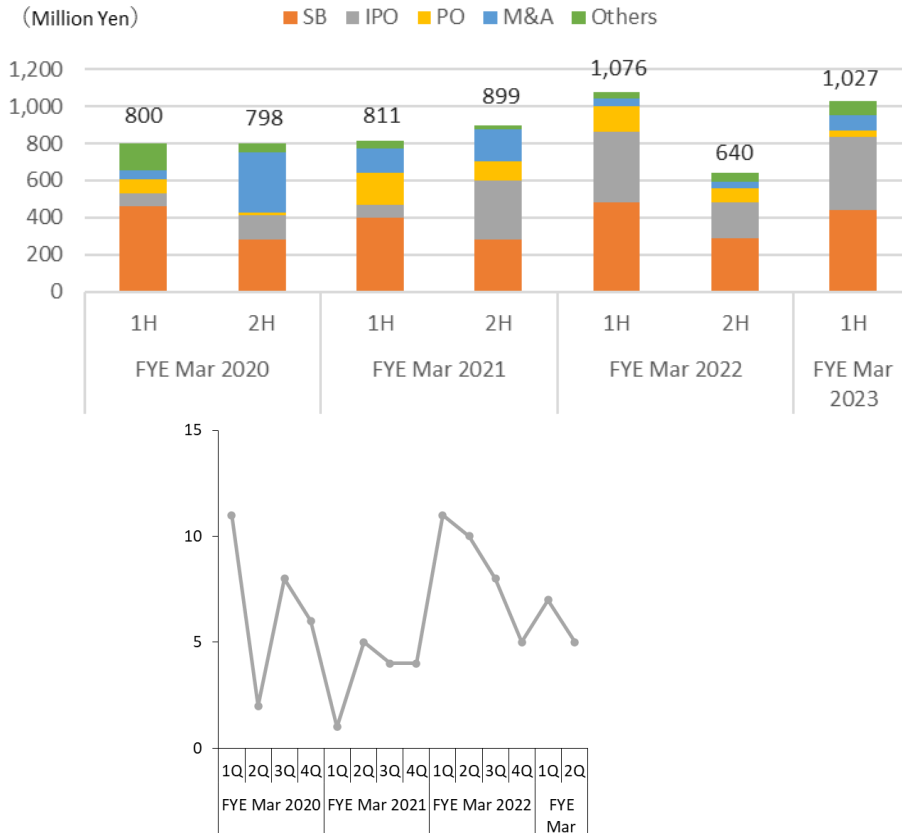 （Million Yen） SB IPO PO M&A Others
1,200
1,000
800
600
400
200
0
800 798 811 899 1,076 640 1,027
1H 2H 1H 2H 1H 2H 1H
FYE Mar 2020 FYE Mar 2021 FYE Mar 2022 FYE Mar
2023
15
10
5
0
1Q 2Q 3Q 4Q 1Q 2Q 3Q 4Q 1Q 2Q 3Q 4Q 1Q 2Q
FYE Mar 2020 FYE Mar 2021 FYE Mar 2022 FYE
Mar